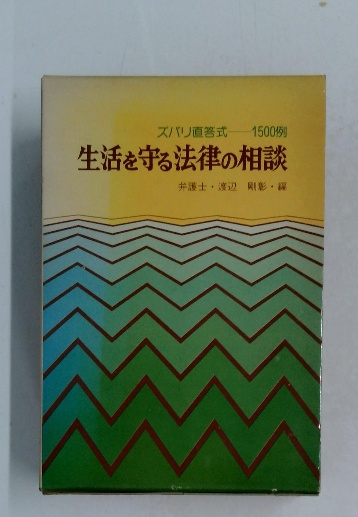 ズバリ直答式――1500例
生活を守る法律の相談
弁護士・渡辺 剛彰・編